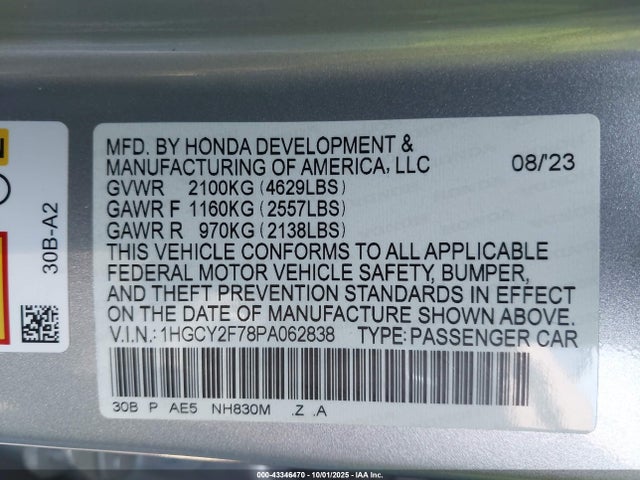 MFD. BY HONDA DEVELOPMENT &
MANUFACTURING OF AMERICA, LLC 08/'23
GVWR 2100KG (4629LBS)
GAWR F 1160KG (2557LBS)
GAWR R 970KG (2138LBS)
THIS VEHICLE CONFORMS TO ALL APPLICABLE
FEDERAL MOTOR VEHICLE SAFETY, BUMPER,
AND THEFT PREVENTION STANDARDS IN EFFECT
ON THE DATE OF MANUFACTURE SHOWN ABOVE.
V.I.N.: 1HGCY2F78PA062838 TYPE: PASSENGER CAR
30B P AE5 NH830M .Z .A
30B-A2
000-43346470 - 10/01/2025 - IAA Inc.